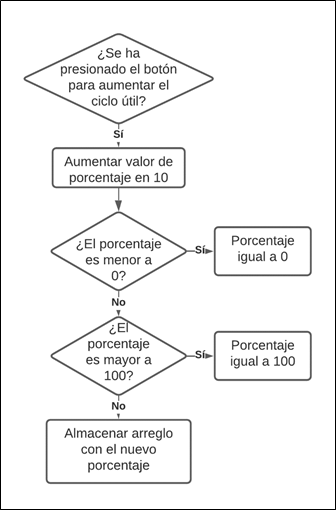 ¿Se ha
presionado el botón
para aumentar el
ciclo útil?
Sí
Aumentar valor de
porcentaje en 10
¿El porcentaje
es menor a
0?
Sí
Porcentaje
igual a 0
No
¿El
porcentaje
es mayor a
100?
Sí
Porcentaje
igual a 100
No
Almacenar arreglo
con el nuevo
porcentaje